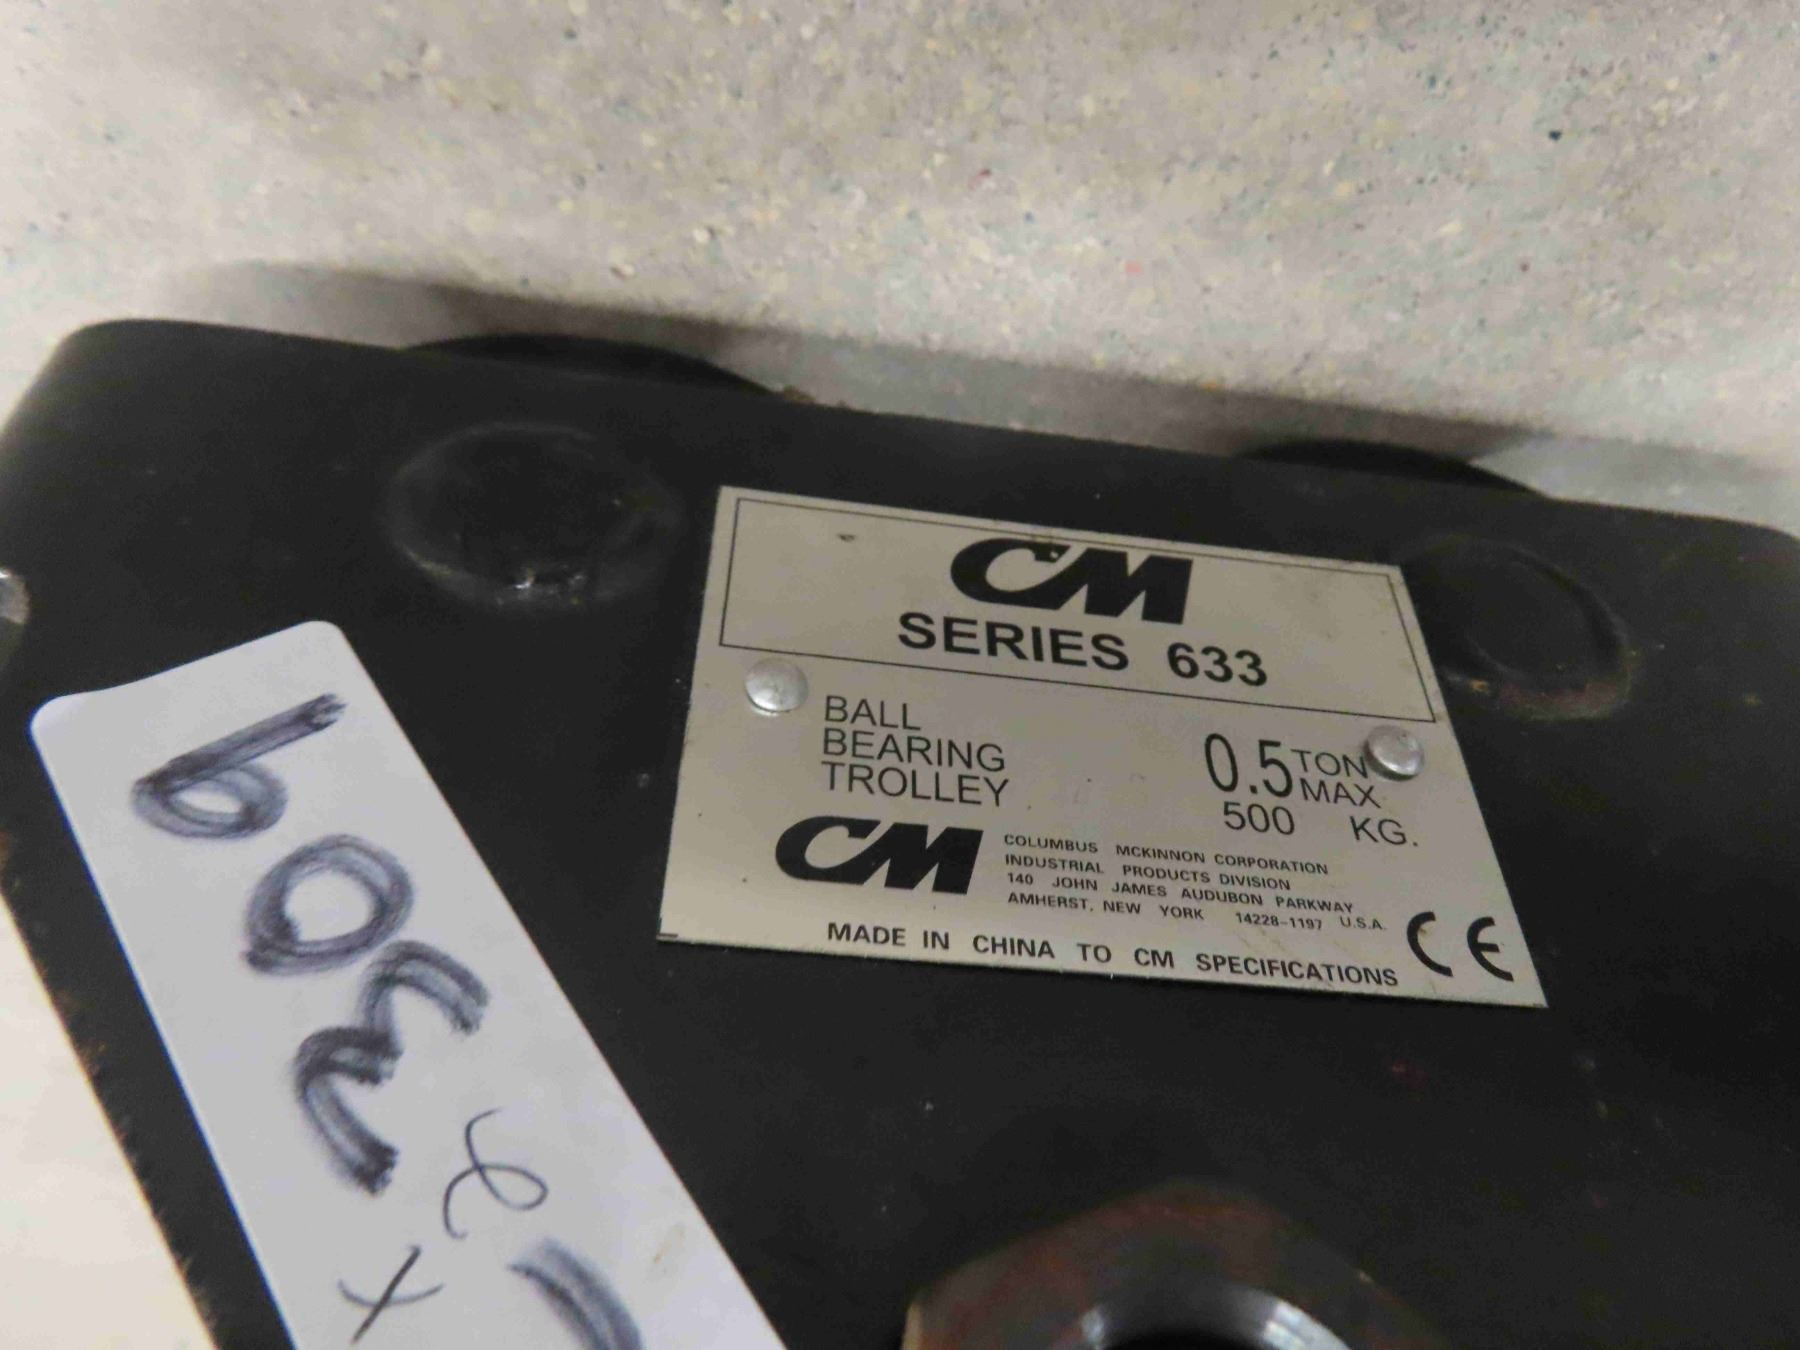 CM
SERIES 633
BALL
BEARING
TROLLEY
0.5 TON
MAX
500 KG.
CM
COLUMBUS MCKINNON CORPORATION
INDUSTRIAL PRODUCTS DIVISION
140 JOHN JAMES AUDUBON PARKWAY
AMHERST, NEW YORK 14228-1197 U.S.A.
CE
MADE IN CHINA TO CM SPECIFICATIONS